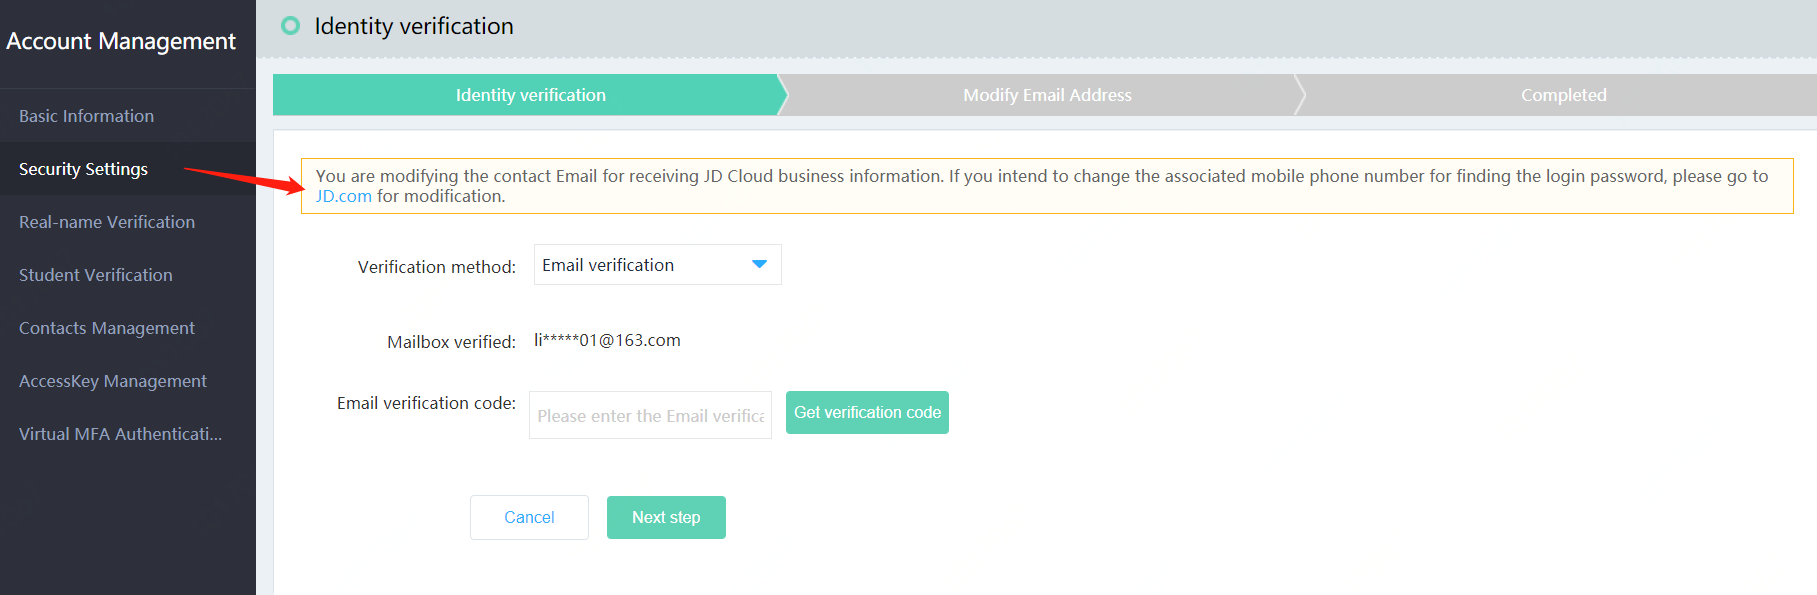 Account Management
Basic Information
Security Settings
Real-name Verification
Student Verification
Contacts Management
AccessKey Management
Virtual MFA Authenticati...
Identity verification
Identity verification
Modify Email Address
Completed
You are modifying the contact Email for receiving JD Cloud business information. If you intend to change the associated mobile phone number for finding the login password, please go to
JD.com for modification.
Verification method: Email verification
Mailbox verified: li*****01@163.com
Email verification code: Please enter the Email verifica Get verification code
Cancel Next step